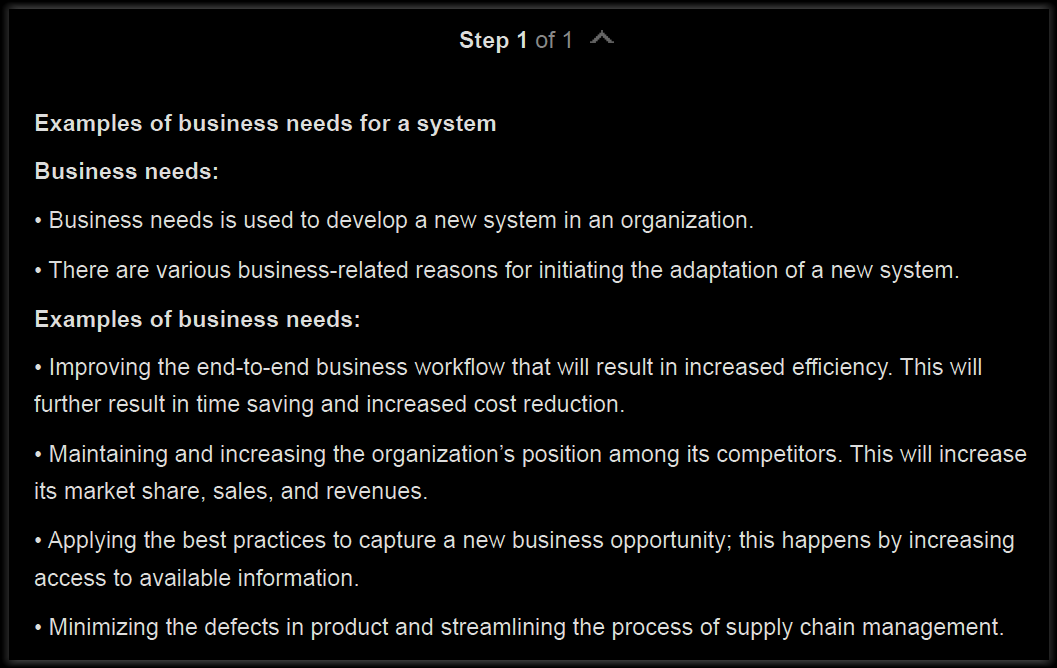 Step 1 of 1
Examples of business needs for a system
Business needs:
• Business needs is used to develop a new system in an organization.
• There are various business-related reasons for initiating the adaptation of a new system.
Examples of business needs:
• Improving the end-to-end business workflow that will result in increased efficiency. This will
further result in time saving and increased cost reduction.
• Maintaining and increasing the organization’s position among its competitors. This will increase
its market share, sales, and revenues.
• Applying the best practices to capture a new business opportunity; this happens by increasing
access to available information.
• Minimizing the defects in product and streamlining the process of supply chain management.